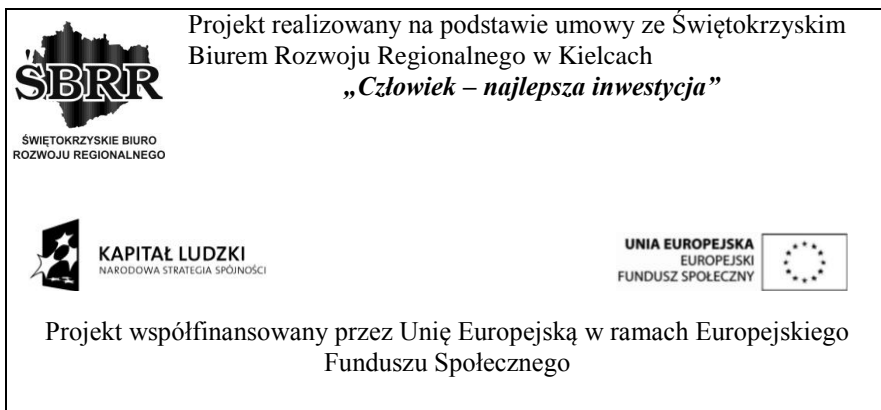 Projekt realizowany na podstawie umowy ze Świętokrzyskim
Biurem Rozwoju Regionalnego w Kielcach
„Człowiek – najlepsza inwestycja”
ŚBRR
ŚWIĘTOKRZYSKIE BIURO
ROZWOJU REGIONALNEGO
KAPITAŁ LUDZKI
NARODOWA STRATEGIA SPÓJNOŚCI
UNIA EUROPEJSKA
EUROPEJSKI
FUNDUSZ SPOŁECZNY
Projekt współfinansowany przez Unię Europejską w ramach Europejskiego
Funduszu Społecznego